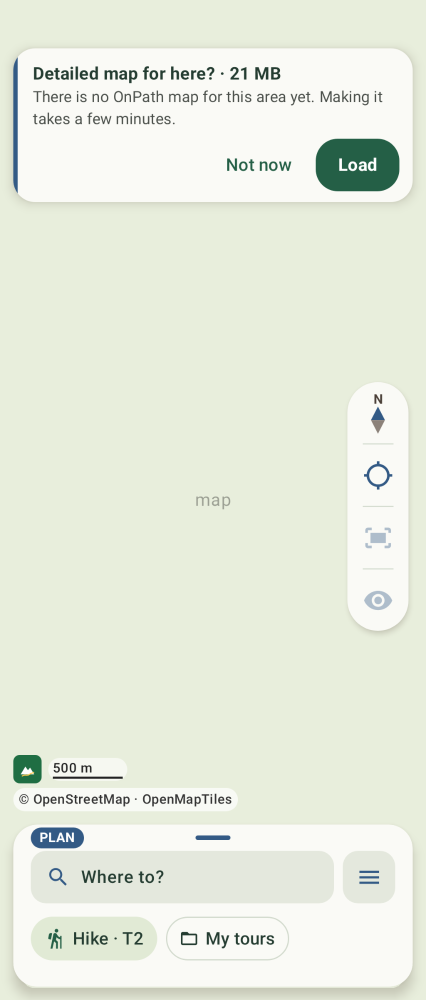 Detailed map for here? · 21 MB
There is no OnPath map for this area yet. Making it
takes a few minutes.
Not now
Load
N
map
500 m
© OpenStreetMap · OpenMapTiles
PLAN
Where to?
Hike · T2
My tours